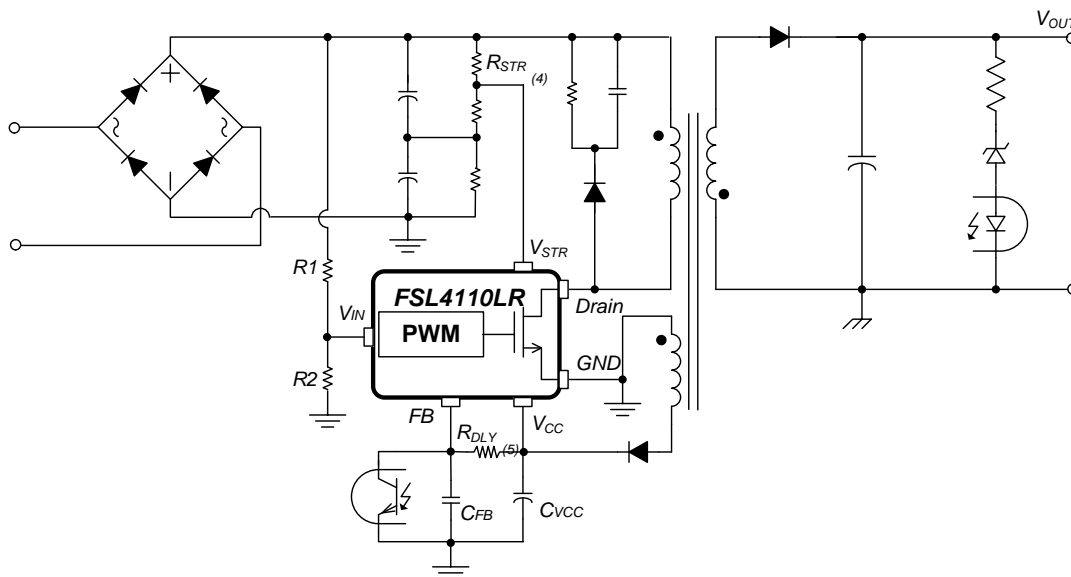 VOUT
RSTR (4)
+
~ ~
−
VSTR
R1
FSL4110LR
Drain
VIN
PWM
GND
R2
FB
VCC
RDLY (5)
CFB
CVCC